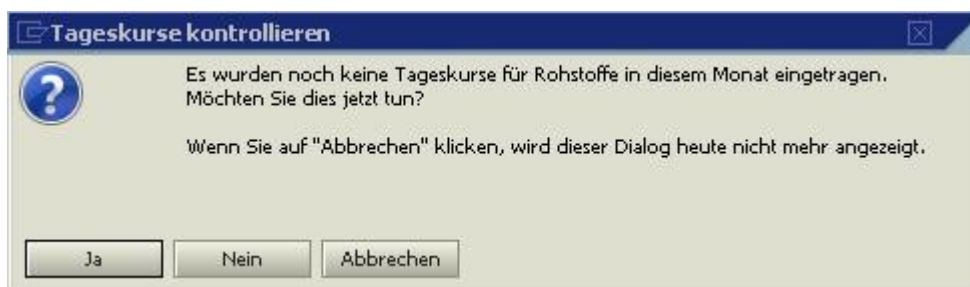 Tageskurse kontrollieren
Es wurden noch keine Tageskurse für Rohstoffe in diesem Monat eingetragen.
Möchten Sie dies jetzt tun?
Wenn Sie auf "Abbrechen" klicken, wird dieser Dialog heute nicht mehr angezeigt.
Ja Nein Abbrechen